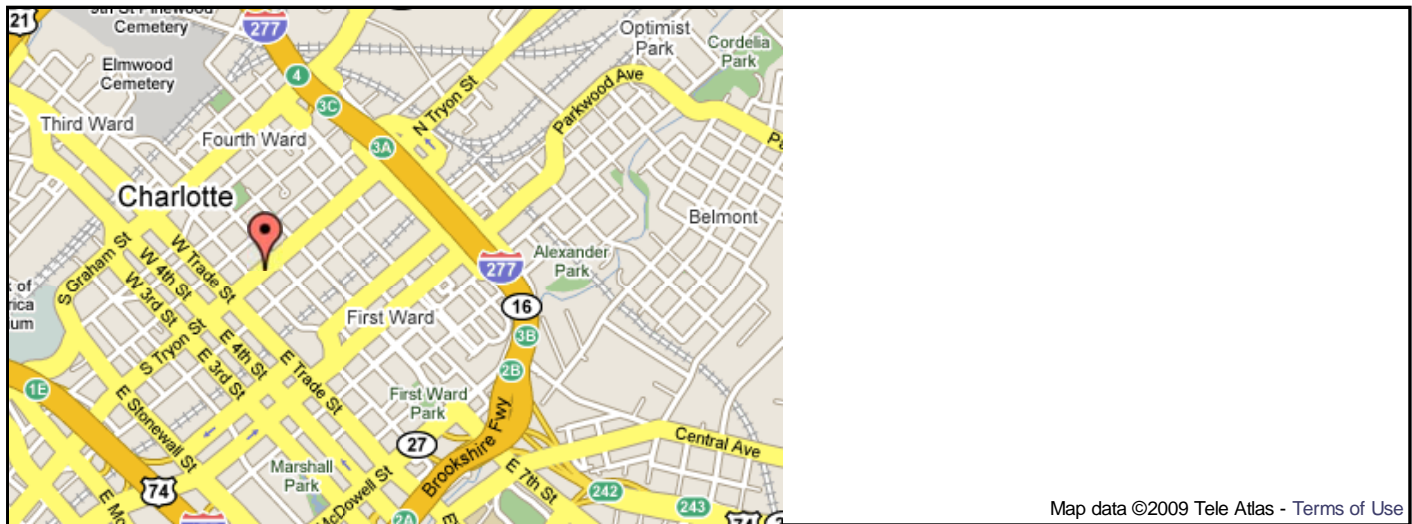 21
9th St Pinewood
Cemetery
277
Optimist
Park
Cordelia
Park
Elmwood
Cemetery
4
3C
N Tryon St
Parkwood Ave
Third Ward
Fourth Ward
3A
Charlotte
Belmont
S Graham St
W Trade St
W 4th St
W 3rd St
277
Alexander
Park
16
First Ward
3B
S Tryon St
E 4th St
E 3rd St
E Trade St
2B
1E
First Ward
Park
E Stonewall St
27
Brookshire Fwy
Central Ave
Marshall
Park
E 7th St
74
McDowell St
242
243
2A
74
Map data ©2009 Tele Atlas - Terms of Use